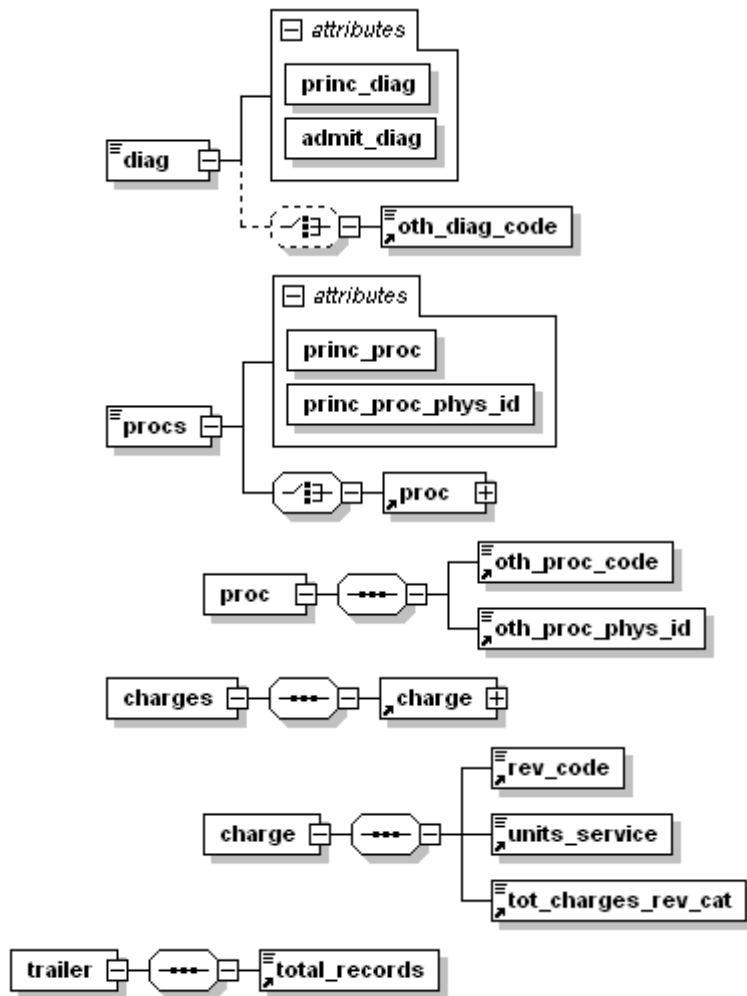 attributes
princ_diag
admit_diag
diag
oth_diag_code
attributes
princ_proc
princ_proc_phys_id
procs
proc
oth_proc_code
proc
oth_proc_phys_id
charges
charge
rev_code
charge
units_service
tot_charges_rev_cat
trailer
total_records